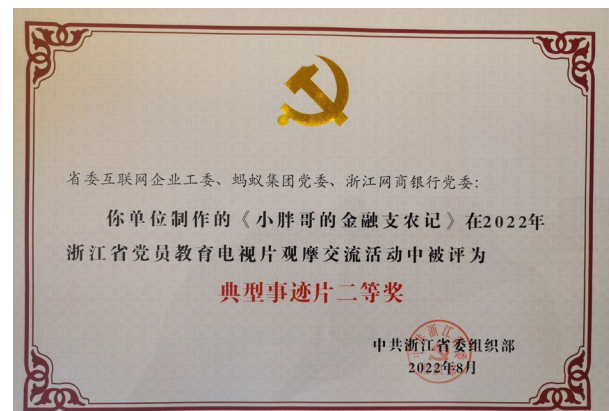 省委互联网企业工委、蚂蚁集团党委、浙江网商银行党委:
你单位制作的《小胖哥的金融支农记》在2022年
浙江省党员教育电视片观摩交流活动中被评为
典型事迹片二等奖
中共浙江省委组织部
2022年8月